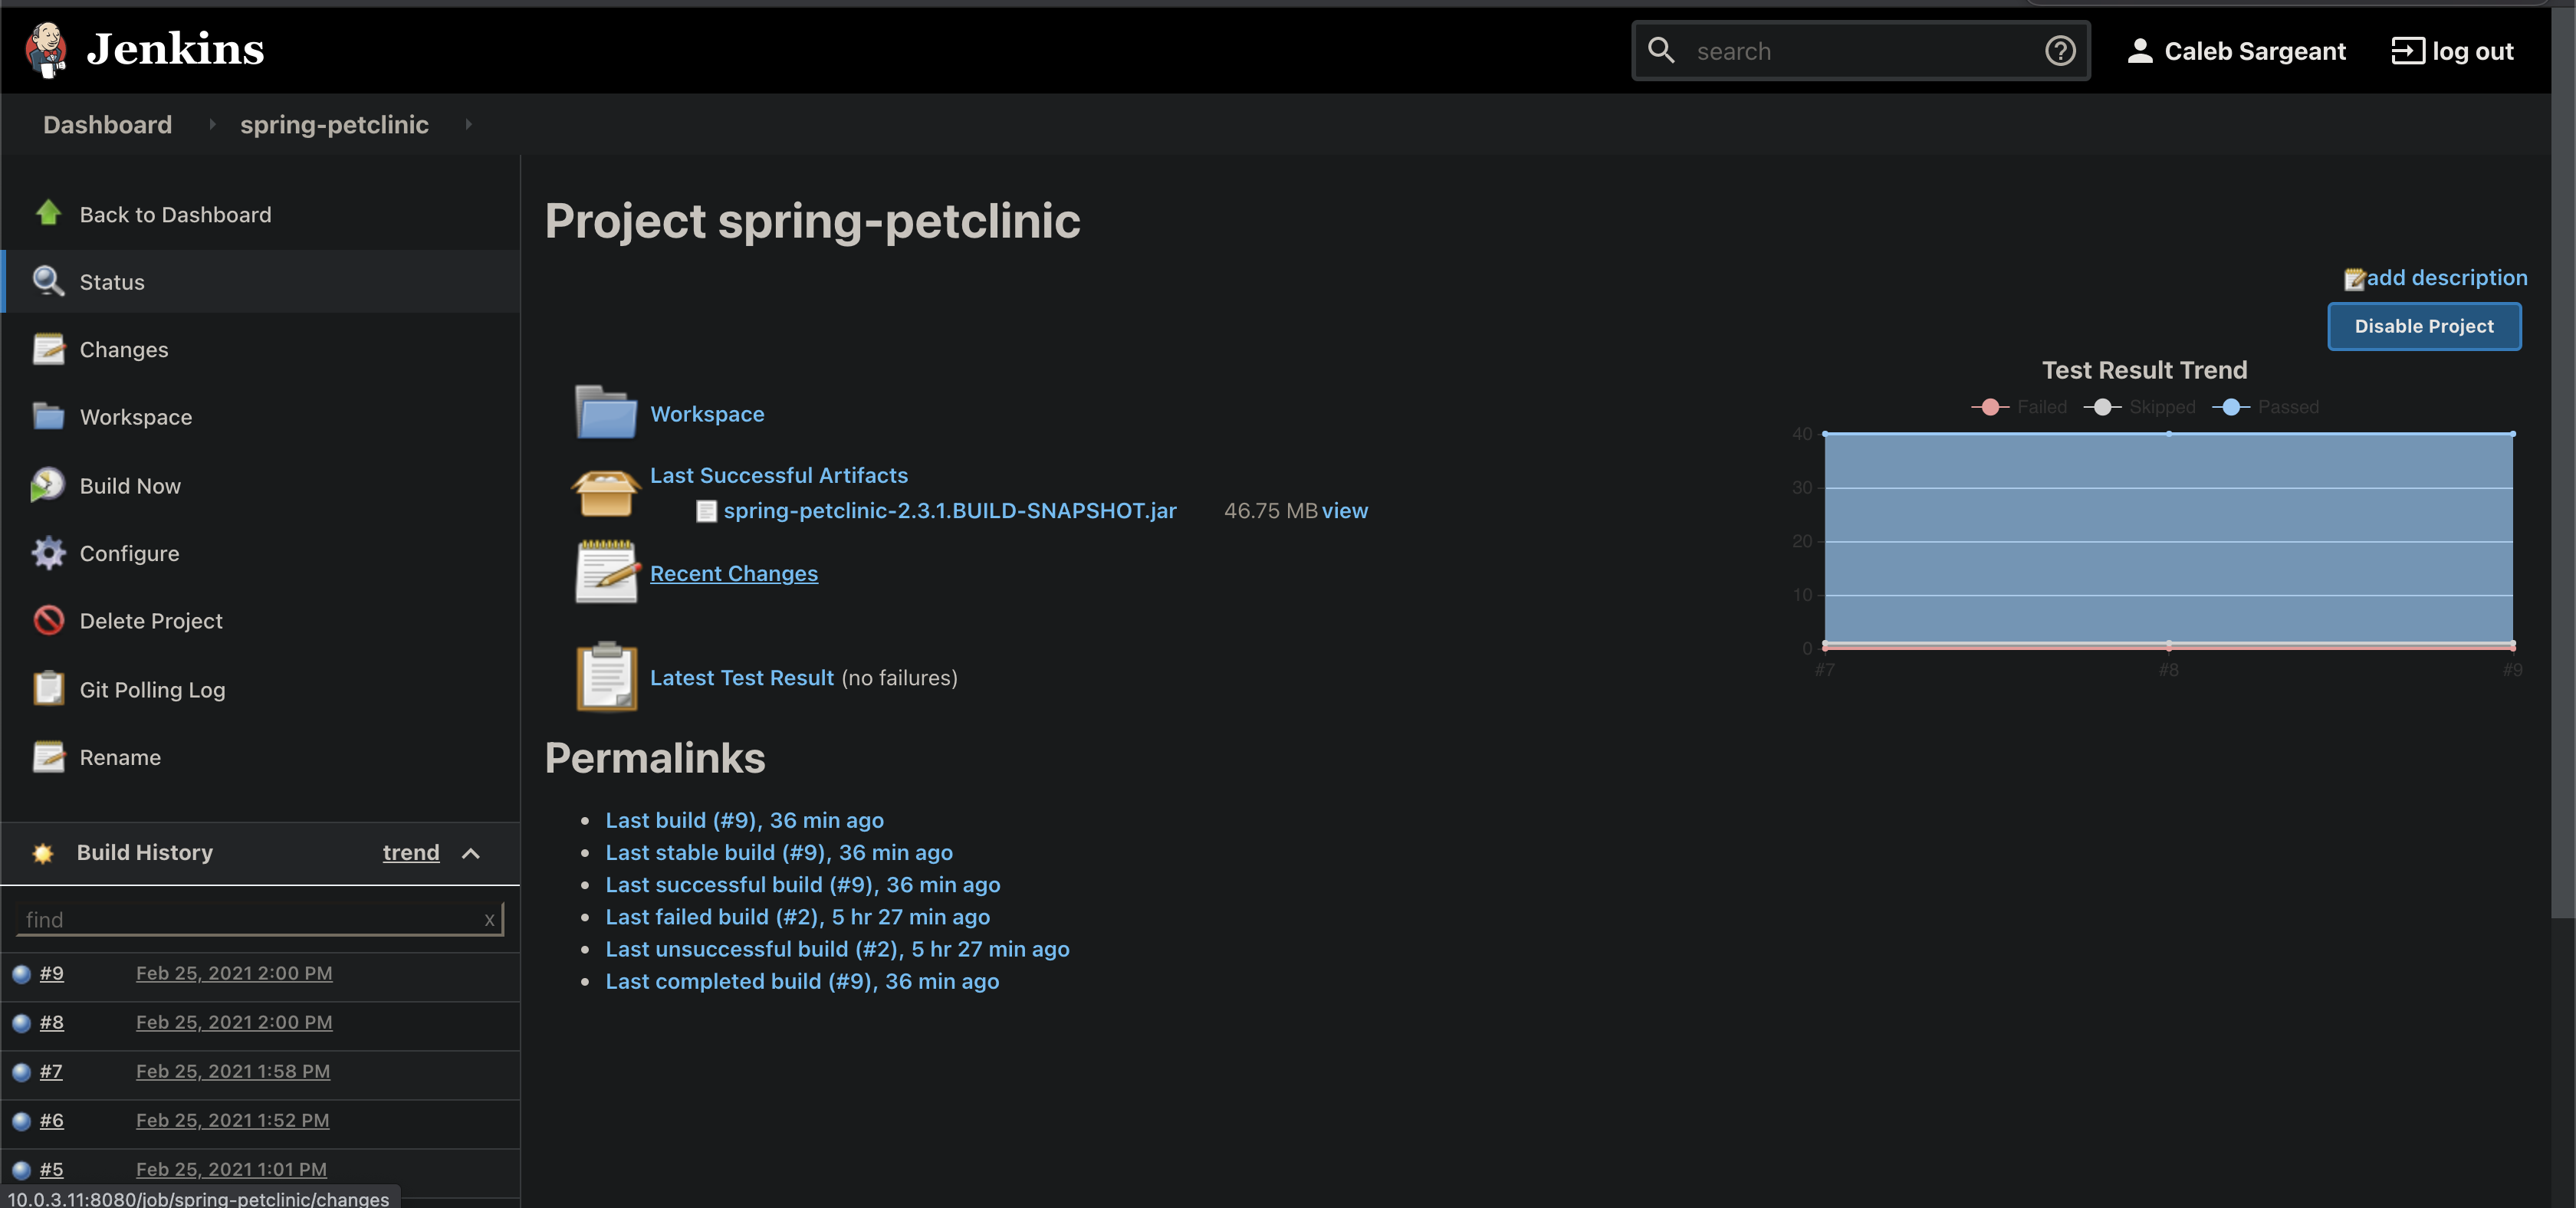 Jenkins
search
Caleb Sargeant
log out
Dashboard
spring-petclinic
Back to Dashboard
Status
Changes
Workspace
Build Now
Configure
Delete Project
Git Polling Log
Rename
Build History
trend
find
x
#9 Feb 25, 2021 2:00 PM
#8 Feb 25, 2021 2:00 PM
#7 Feb 25, 2021 1:58 PM
#6 Feb 25, 2021 1:52 PM
#5 Feb 25, 2021 1:01 PM
10.0.3.11:8080/job/spring-petclinic/changes
Project spring-petclinic
add description
Disable Project
Workspace
Last Successful Artifacts
spring-petclinic-2.3.1.BUILD-SNAPSHOT.jar 46.75 MB view
Recent Changes
Latest Test Result (no failures)
Test Result Trend
Failed Skipped Passed
40
30
20
10
0
#7 #8 #9
Permalinks
Last build (#9), 36 min ago
Last stable build (#9), 36 min ago
Last successful build (#9), 36 min ago
Last failed build (#2), 5 hr 27 min ago
Last unsuccessful build (#2), 5 hr 27 min ago
Last completed build (#9), 36 min ago